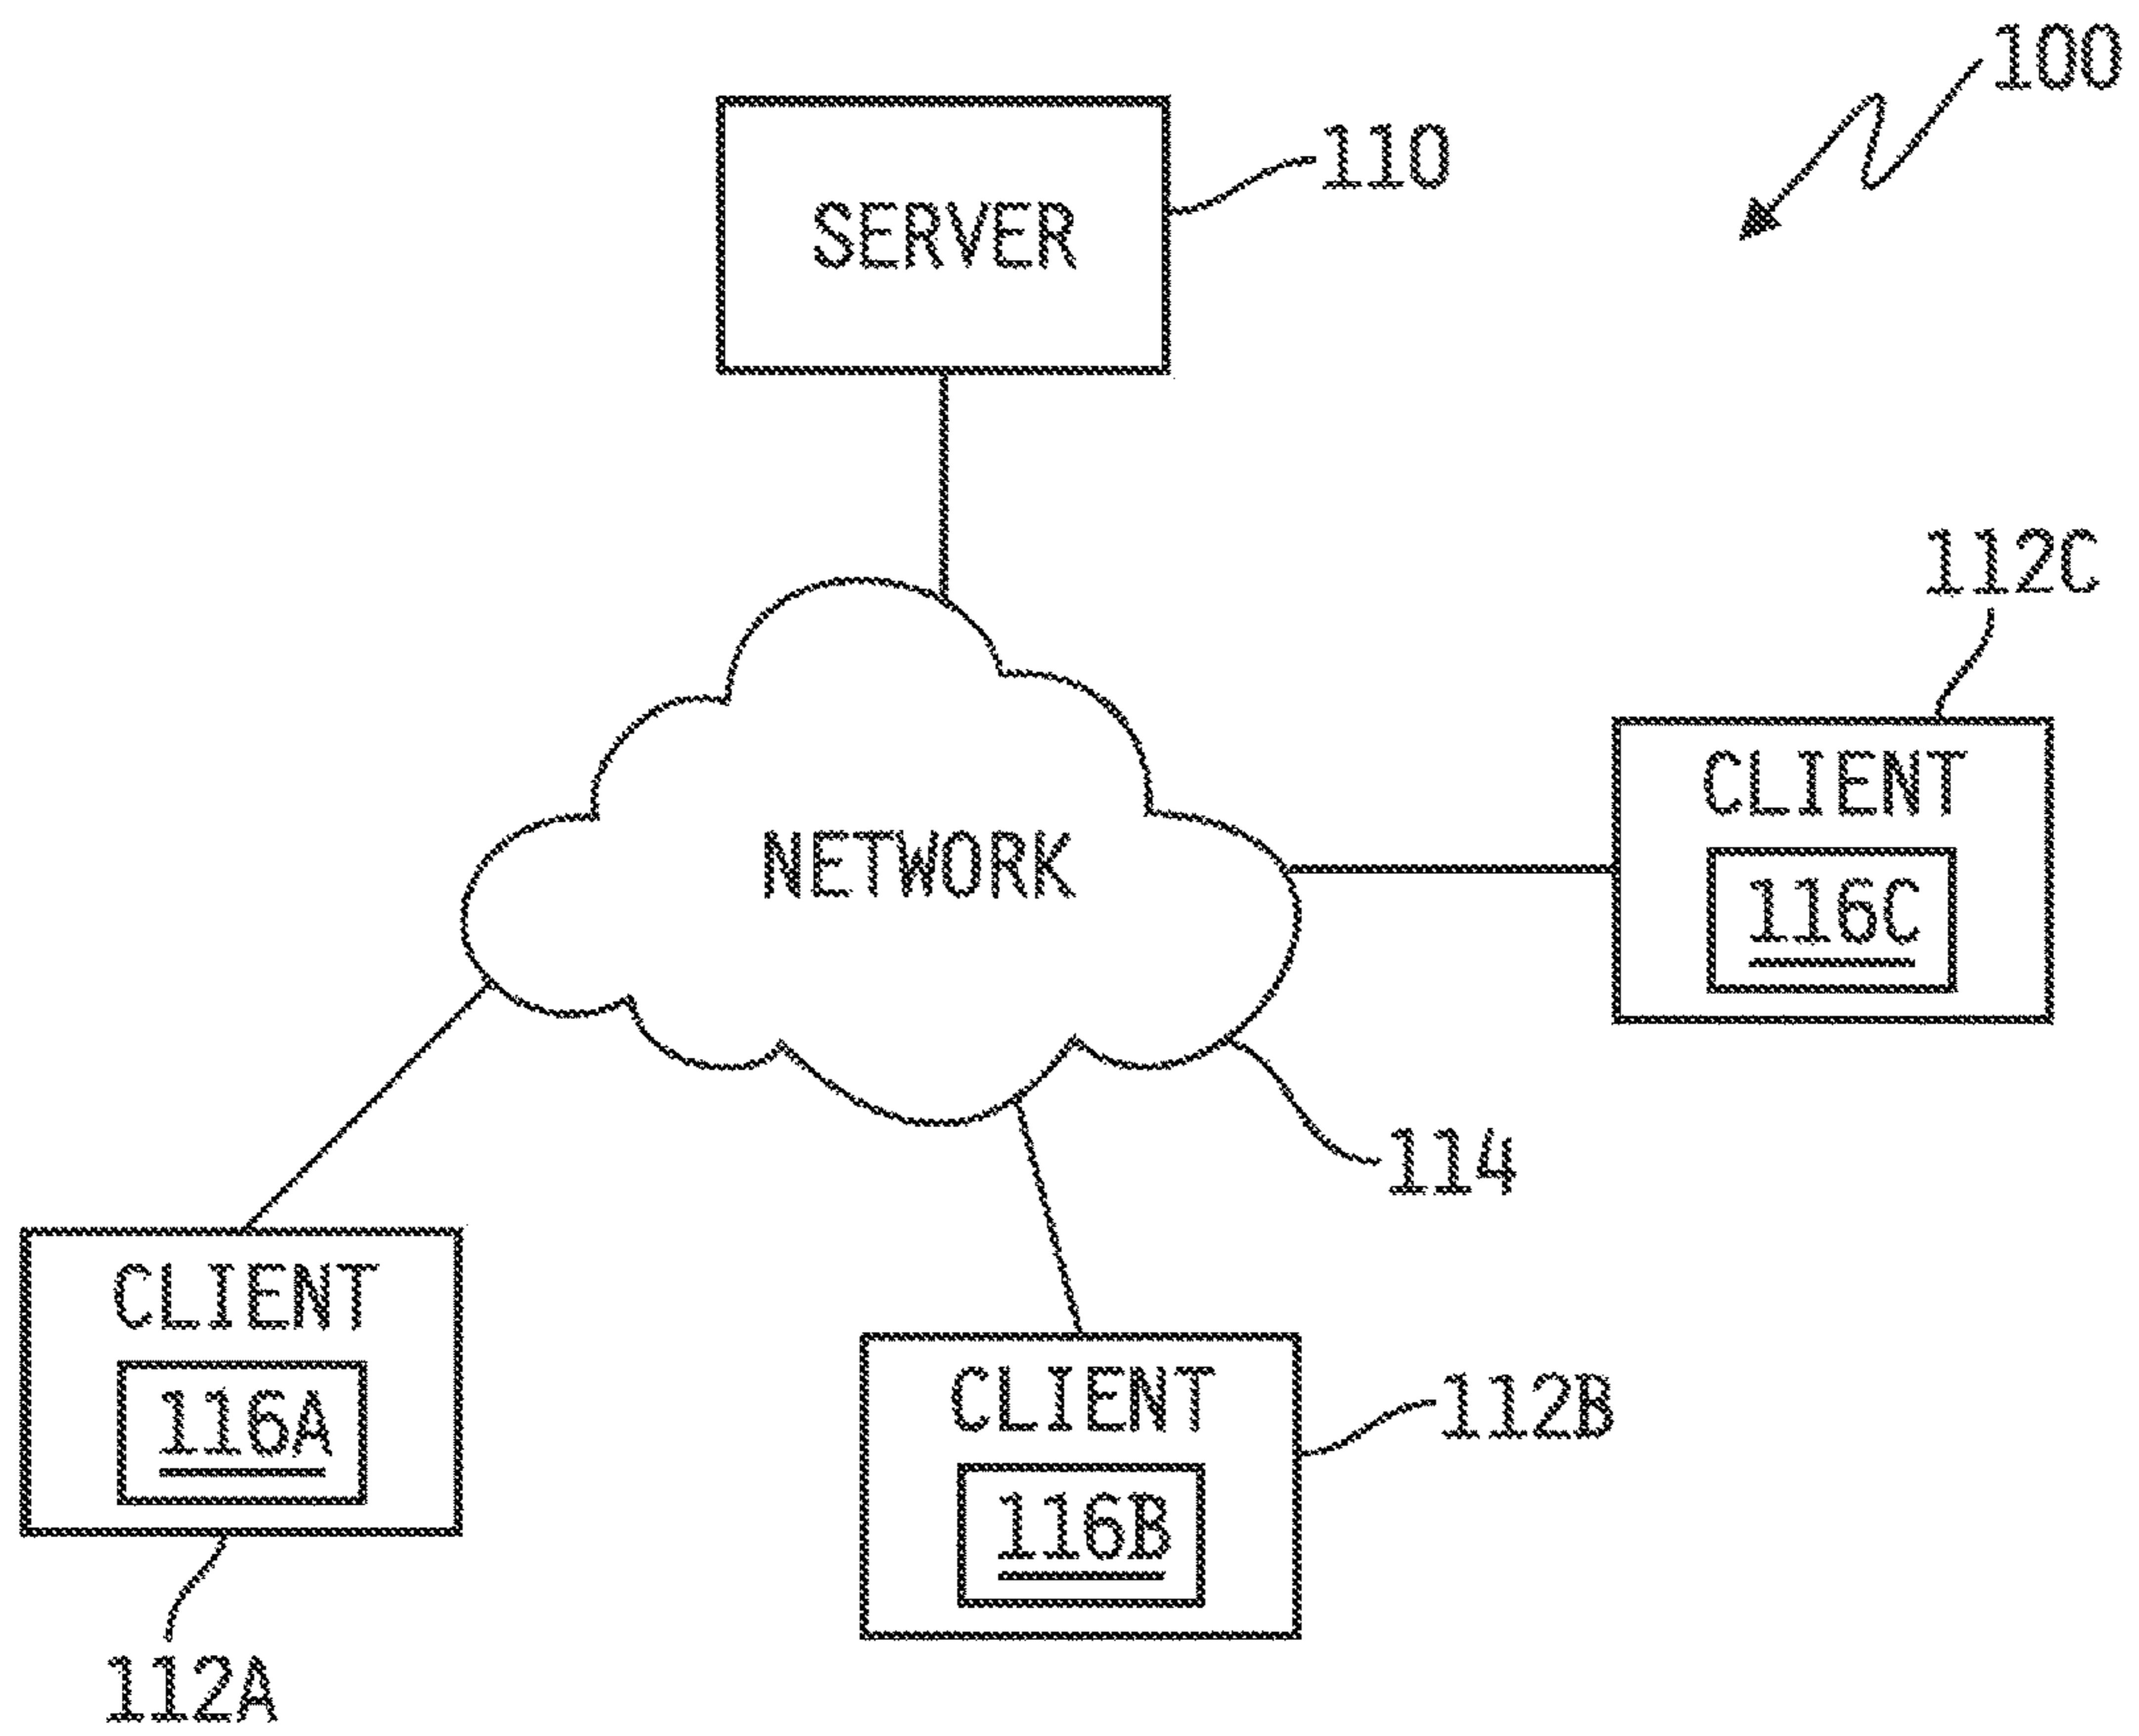 100
110
SERVER
112C
CLIENT
116C
NETWORK
114
CLIENT
116A
112A
CLIENT
116B
112B